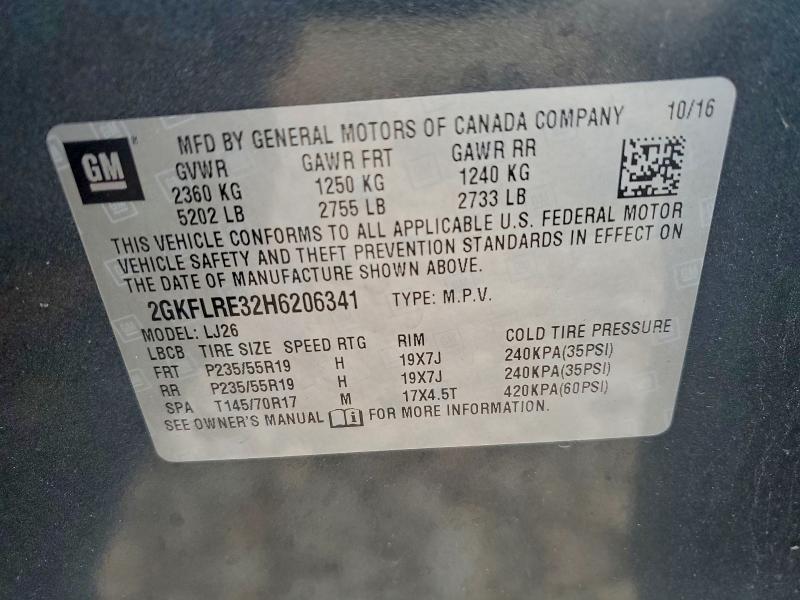 GM
MFD BY GENERAL MOTORS OF CANADA COMPANY 10/16
GVWR GAWR FRT GAWR RR
2360 KG 1250 KG 1240 KG
5202 LB 2755 LB 2733 LB
THIS VEHICLE CONFORMS TO ALL APPLICABLE U.S. FEDERAL MOTOR
VEHICLE SAFETY AND THEFT PREVENTION STANDARDS IN EFFECT ON
THE DATE OF MANUFACTURE SHOWN ABOVE.
2GKFLRE32H6206341 TYPE: M.P.V.
MODEL: LJ26
LBCB TIRE SIZE SPEED RTG RIM COLD TIRE PRESSURE
FRT P235/55R19 H 19X7J 240KPA(35PSI)
RR P235/55R19 H 19X7J 240KPA(35PSI)
SPA T145/70R17 M 17X4.5T 420KPA(60PSI)
SEE OWNER'S MANUAL FOR MORE INFORMATION.